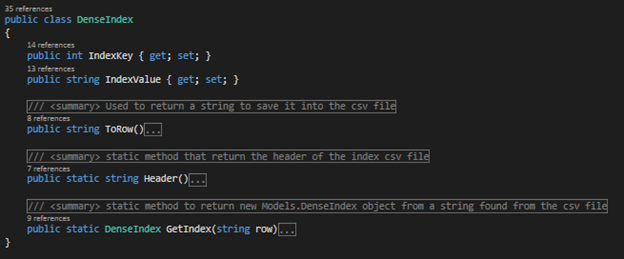 35 references
public class DenseIndex
{
14 references
public int IndexKey { get; set; }
13 references
public string IndexValue { get; set; }
/// <summary> Used to return a string to save it into the csv file
8 references
public string ToRow()...
/// <summary> static method that return the header of the index csv file
7 references
public static string Header()...
/// <summary> static method to return new Models.DenseIndex object from a string found from the csv file
9 references
public static DenseIndex GetIndex(string row)...
}